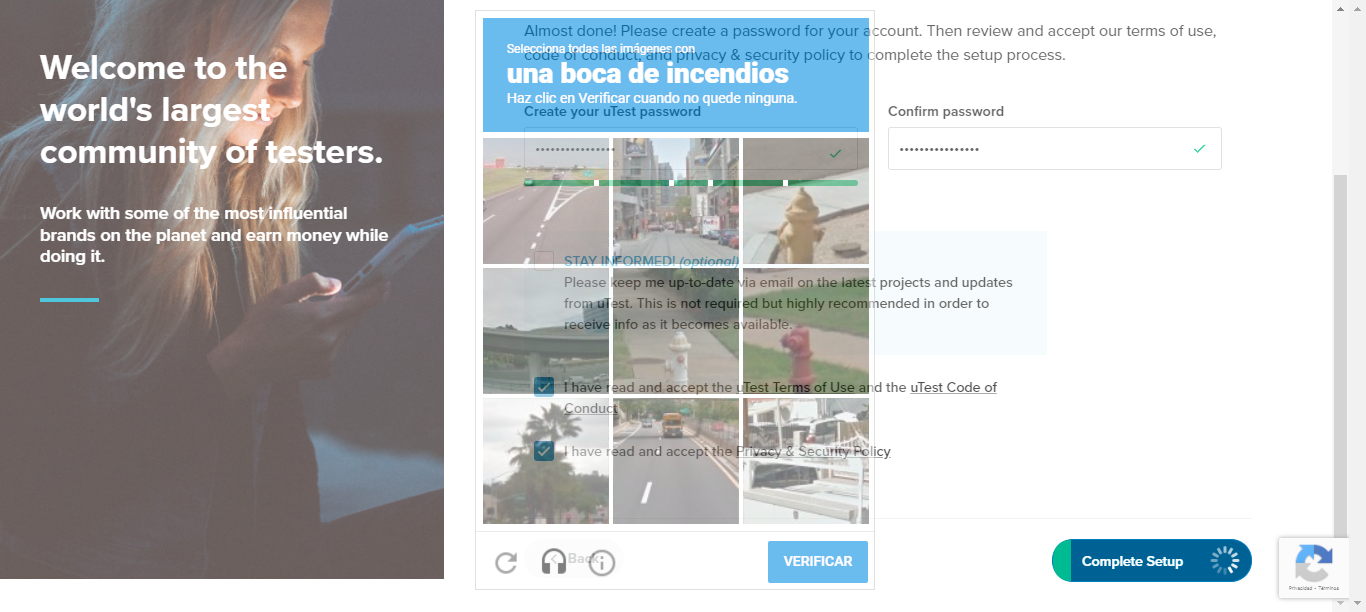 Welcome to the
world's largest
community of testers.
Work with some of the most influential
brands on the planet and earn money while
doing it.
Almost done! Please create a password for your account. Then review and accept our terms of use,
code of conduct, and privacy & security policy to complete the setup process.
Selecciona todas las imágenes con
una boca de incendios
Haz clic en Verificar cuando no quede ninguna.
Create your uTest password
Confirm password
FedEx
STAY INFORMED! (optional)
Please keep me up-to-date via email on the latest projects and updates
from uTest. This is not required but highly recommended in order to
receive info as it becomes available.
I have read and accept the uTest Terms of Use and the uTest Code of
Conduct
I have read and accept the Privacy & Security Policy
Back
VERIFICAR
Complete Setup
Privacidad - Términos